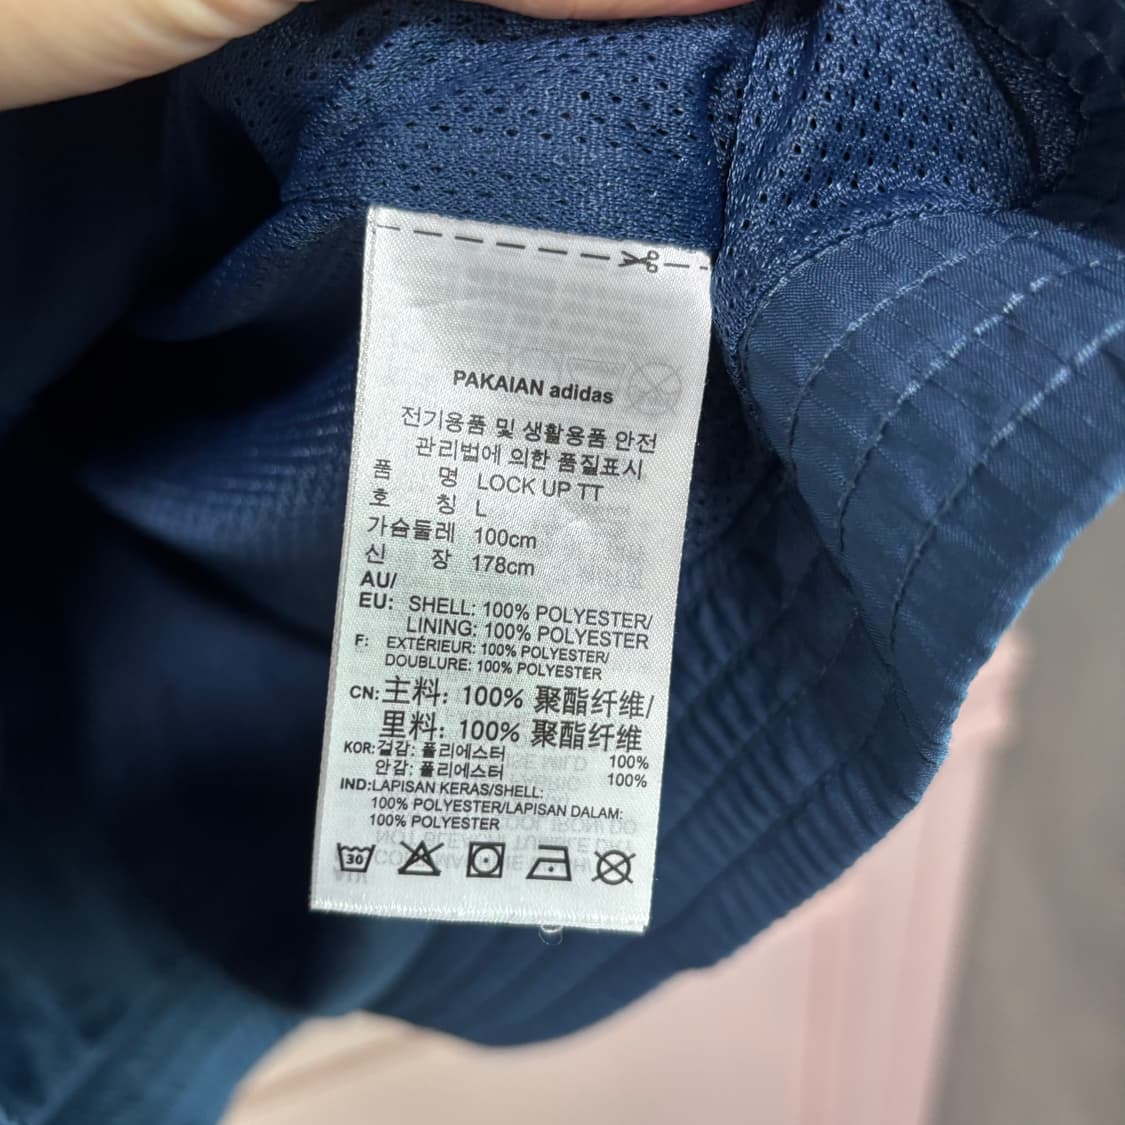 PAKAIAN adidas
전기용품 및 생활용품 안전
관리법에 의한 품질표시
품 명 LOCK UP TT
호 칭 L
가슴둘레 100cm
신 장 178cm
AU/
EU: SHELL: 100% POLYESTER/
LINING: 100% POLYESTER
F: EXTÉRIEUR: 100% POLYESTER/
DOUBLURE: 100% POLYESTER
CN: 主料: 100% 聚酯纤维/
里料: 100% 聚酯纤维
KOR: 겉감: 폴리에스터 100%
안감: 폴리에스터 100%
IND:LAPISAN KERAS/SHELL:
100% POLYESTER/LAPISAN DALAM:
100% POLYESTER
30